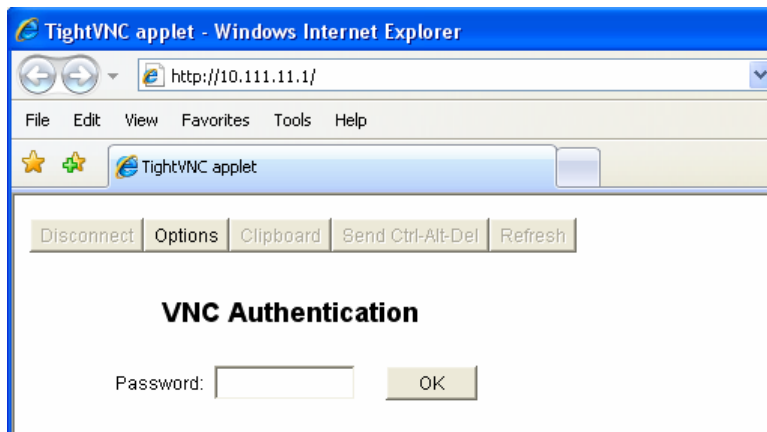 TightVNC applet - Windows Internet Explorer
http://10.111.11.1/
File Edit View Favorites Tools Help
TightVNC applet
Disconnect Options Clipboard Send Ctrl-Alt-Del Refresh
VNC Authentication
Password: OK